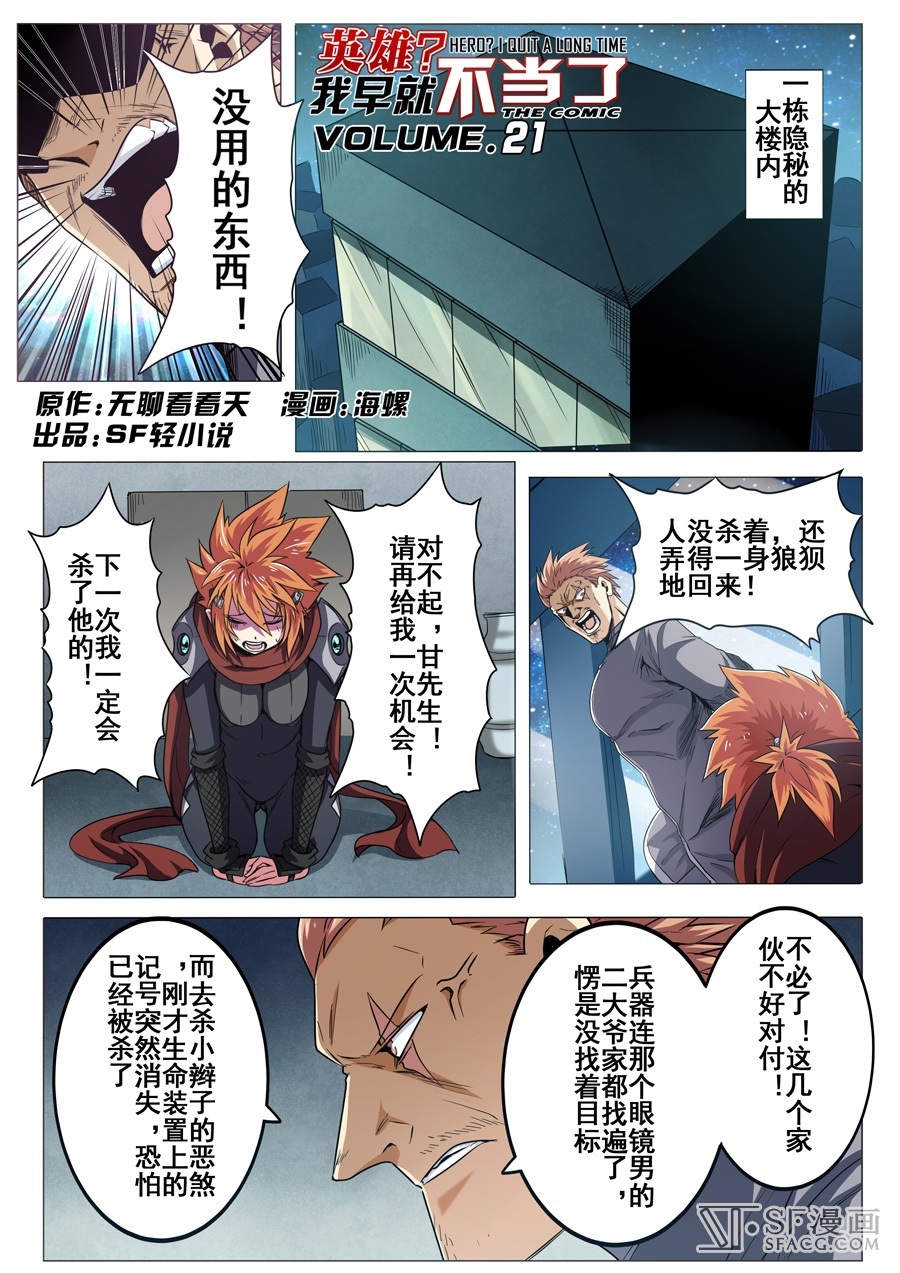 英雄?
HERO? I QUIT A LONG TIME
我早就
不当了
THE COMIC
VOLUME.21
一栋隐秘的
大楼内
没用的东西!
原作:无聊看看天
漫画:海螺
出品:SF轻小说
人没杀着,还
弄得一身狼狈
地回来!
对不起,甘先生!
请再给我一次机会!
下一次我一定会
杀了他的!
不必了!这几个家
伙不好对付!
兵器连那个眼镜男的
二大爷家都找遍了,
愣是没找着目标
而去杀小辫子的恶煞
,刚才生命装置上的
记号突然消失,恐怕
已经被杀了
SF漫画
SFACG.COM